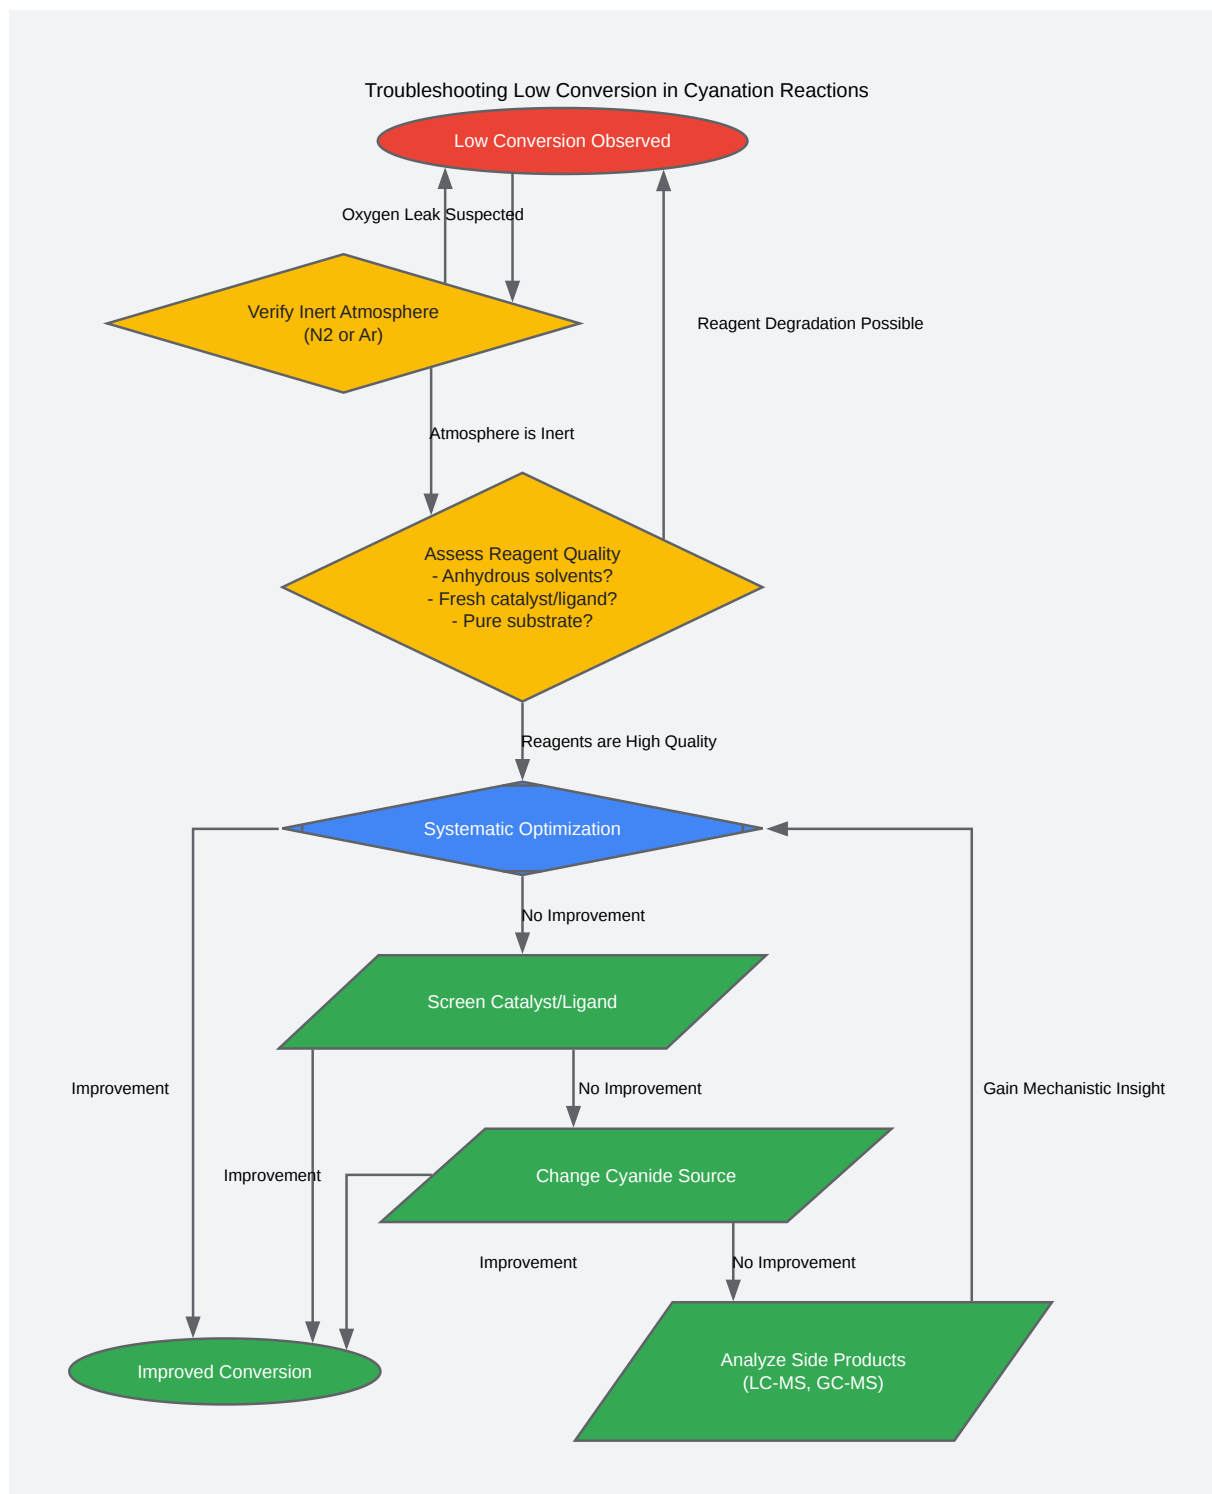 Troubleshooting Low Conversion in Cyanation Reactions
Low Conversion Observed
Oxygen Leak Suspected
Verify Inert Atmosphere
(N2 or Ar)
Reagent Degradation Possible
Atmosphere is Inert
Assess Reagent Quality
- Anhydrous solvents?
- Fresh catalyst/ligand?
- Pure substrate?
Reagents are High Quality
Systematic Optimization
No Improvement
Screen Catalyst/Ligand
Improvement
No Improvement
Gain Mechanistic Insight
Improvement
Change Cyanide Source
Improvement
No Improvement
Improved Conversion
Analyze Side Products
(LC-MS, GC-MS)